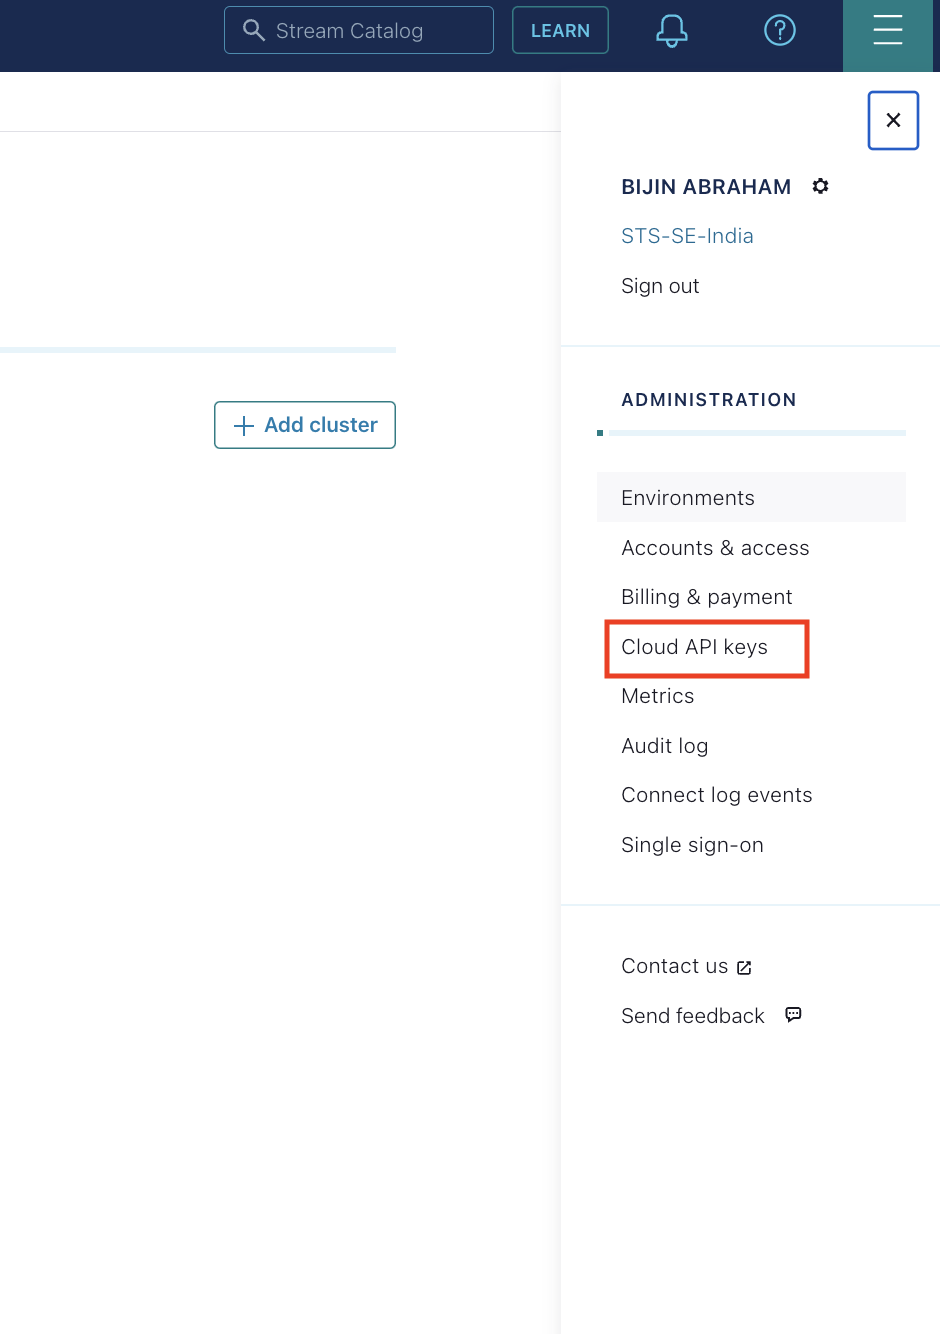 Stream Catalog
LEARN
BIJIN ABRAHAM
STS-SE-India
Sign out
ADMINISTRATION
Add cluster
Environments
Accounts & access
Billing & payment
Cloud API keys
Metrics
Audit log
Connect log events
Single sign-on
Contact us
Send feedback